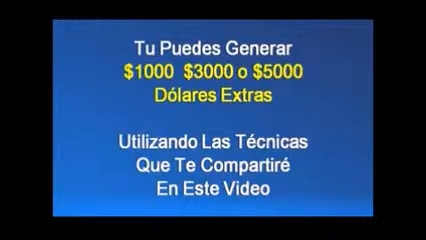 Tu Puedes Generar
$1000 $3000 o $5000
Dólares Extras
Utilizando Las Técnicas
Que Te Compartiré
En Este Video